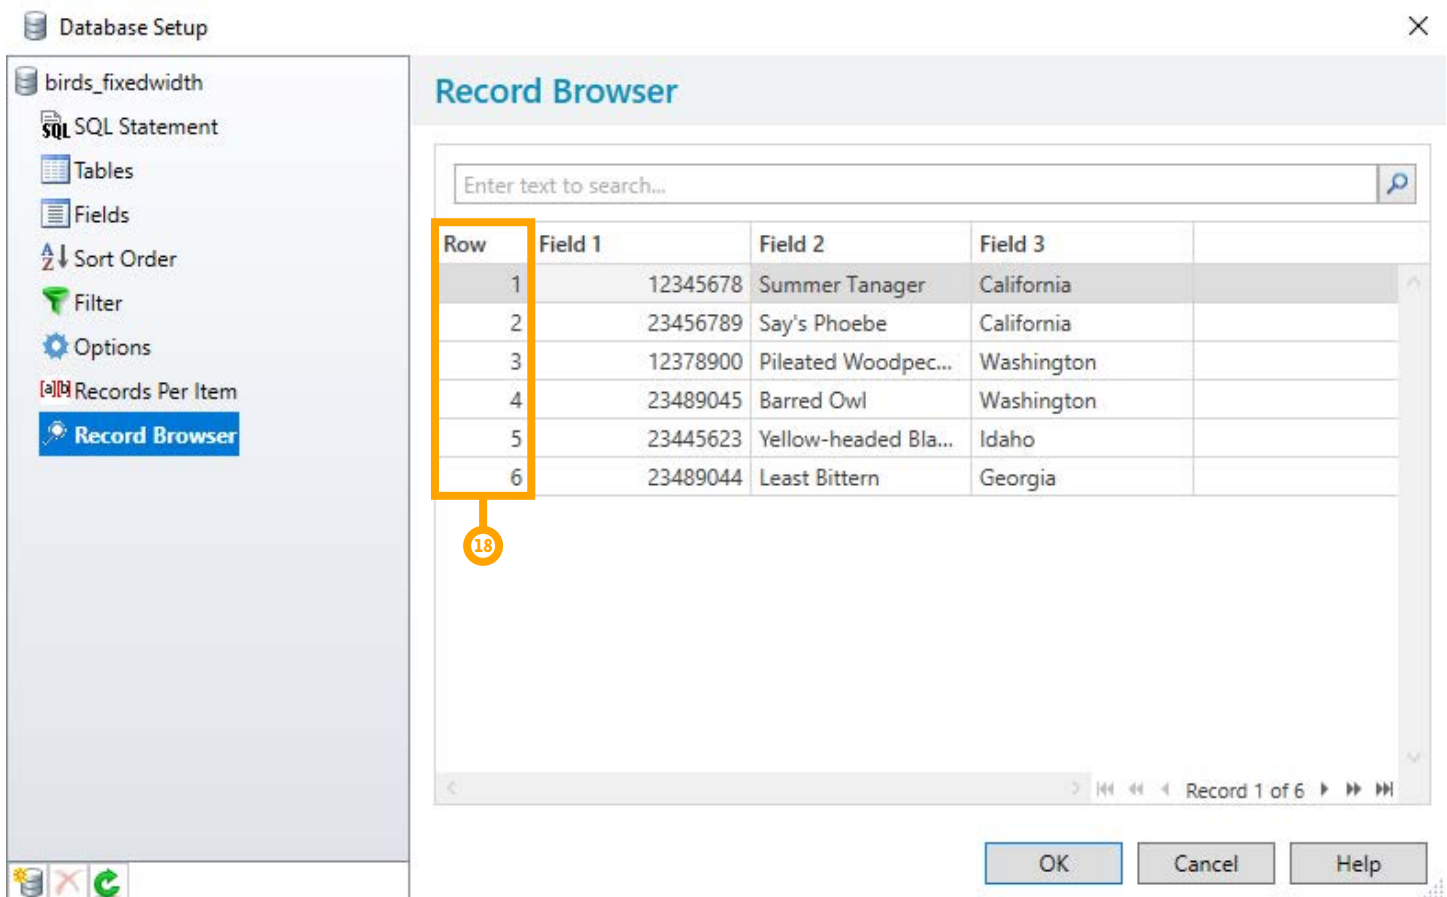 Database Setup
birds_fixedwidth
SQL SQL Statement
Tables
Fields
AZ Sort Order
Filter
Options
[a][b] Records Per Item
Record Browser
Record Browser
Enter text to search...
Row Field 1 Field 2 Field 3
1 12345678 Summer Tanager California
2 23456789 Say's Phoebe California
3 12378900 Pileated Woodpec... Washington
4 23489045 Barred Owl Washington
5 23445623 Yellow-headed Bla... Idaho
6 23489044 Least Bittern Georgia
18
Record 1 of 6
OK Cancel Help